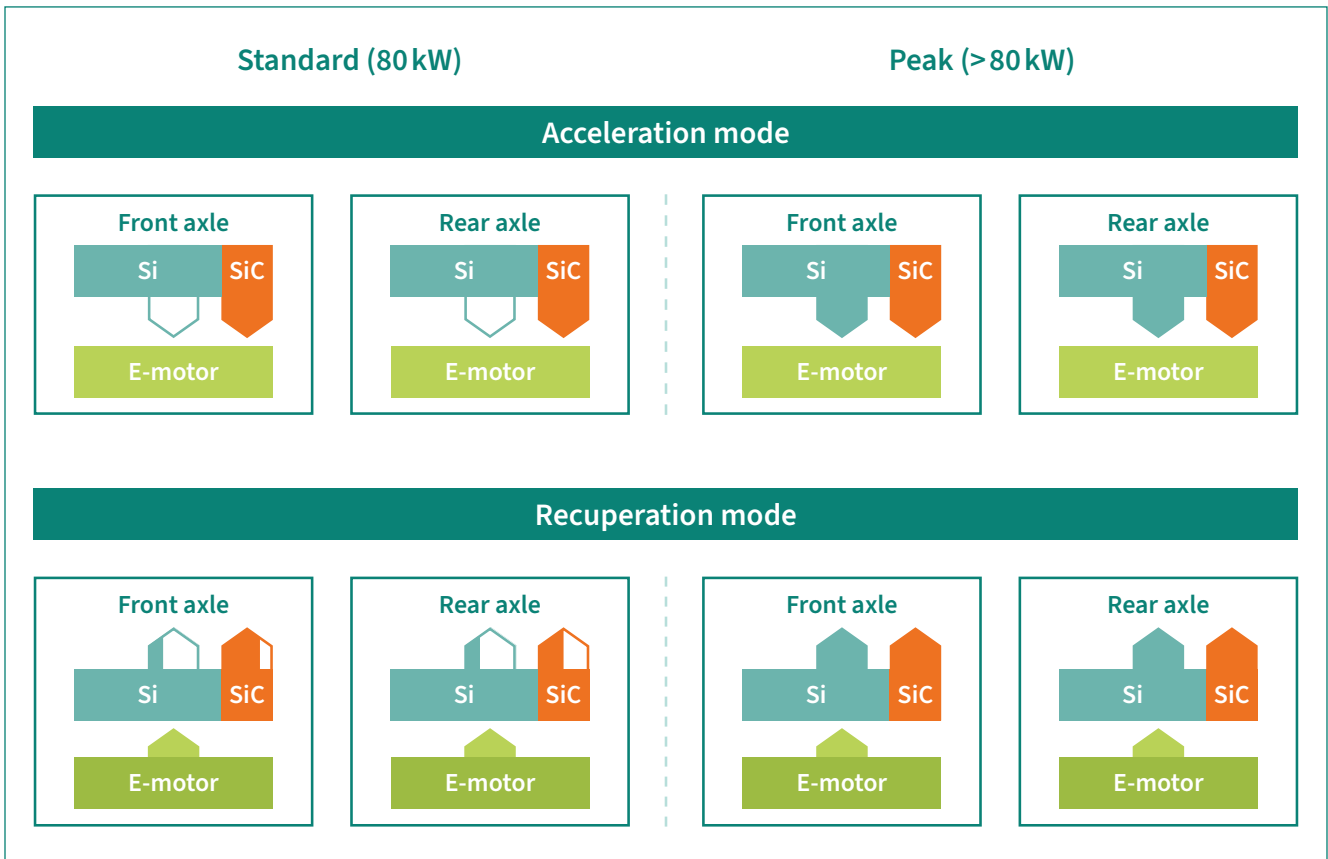 Standard (80 kW)
Peak (> 80 kW)
Acceleration mode
Front axle
Si
SiC
E-motor
Rear axle
Si
SiC
E-motor
Front axle
Si
SiC
E-motor
Rear axle
Si
SiC
E-motor
Recuperation mode
Front axle
Si
SiC
E-motor
Rear axle
Si
SiC
E-motor
Front axle
Si
SiC
E-motor
Rear axle
Si
SiC
E-motor